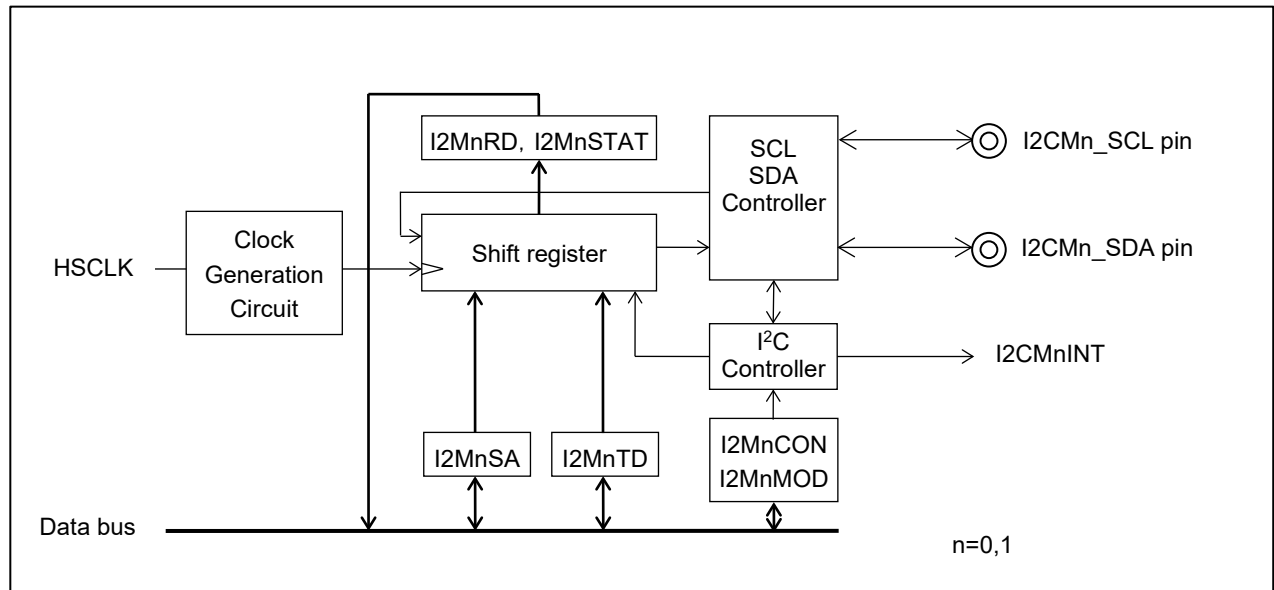 I2MnRD, I2MnSTAT
SCL
SDA
Controller
I2CMn_SCL pin
Clock
Generation
Circuit
HSCLK
Shift register
I2CMn_SDA pin
I²C
Controller
I2CMnINT
I2MnSA
I2MnTD
I2MnCON
I2MnMOD
Data bus
n=0,1